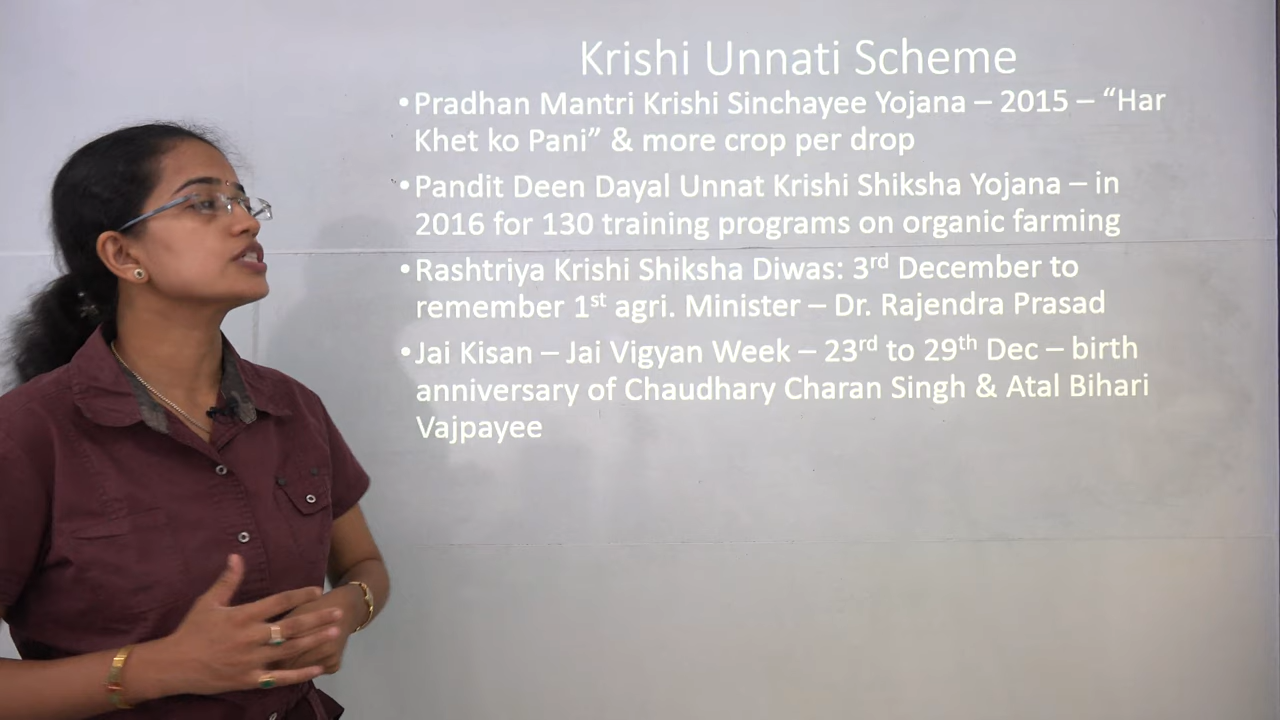 Krishi Unnati Scheme
•Pradhan Mantri Krishi Sinchayee Yojana – 2015 – “Har
Khet ko Pani” & more crop per drop
•Pandit Deen Dayal Unnat Krishi Shiksha Yojana – in
2016 for 130 training programs on organic farming
•Rashtriya Krishi Shiksha Diwas: 3rd December to
remember 1st agri. Minister – Dr. Rajendra Prasad
•Jai Kisan – Jai Vigyan Week – 23rd to 29th Dec – birth
anniversary of Chaudhary Charan Singh & Atal Bihari
Vajpayee